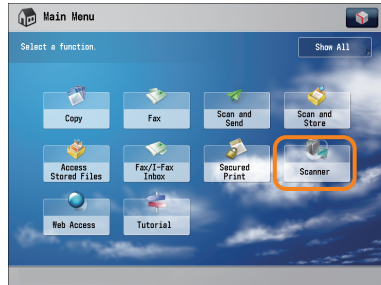 Main Menu
Select a function.
Show All
Copy
Fax
Scan and
Send
Scan and
Store
Access
Stored Files
Fax/I-Fax
Inbox
Secured
Print
Scanner
Web Access
Tutorial